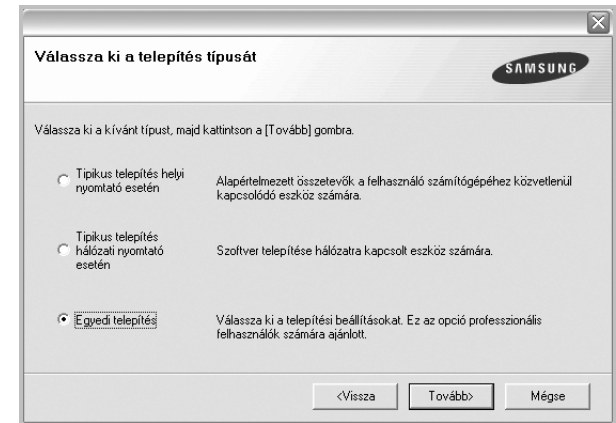 Válassza ki a telepítés típusát
SAMSUNG
Válassza ki a kívánt típust, majd kattintson a [Tovább] gombra.
Tipikus telepítés helyi
nyomtató esetén
Alapértelmezett összetevők a felhasználó számítógépéhez közvetlenül
kapcsolódó eszköz számára.
Tipikus telepítés
hálózati nyomtató
esetén
Szoftver telepítése hálózatra kapcsolt eszköz számára.
Egyedi telepítés
Válassza ki a telepítési beállításokat. Ez az opció professzionális
felhasználók számára ajánlott.
<Vissza
Tovább>
Mégse